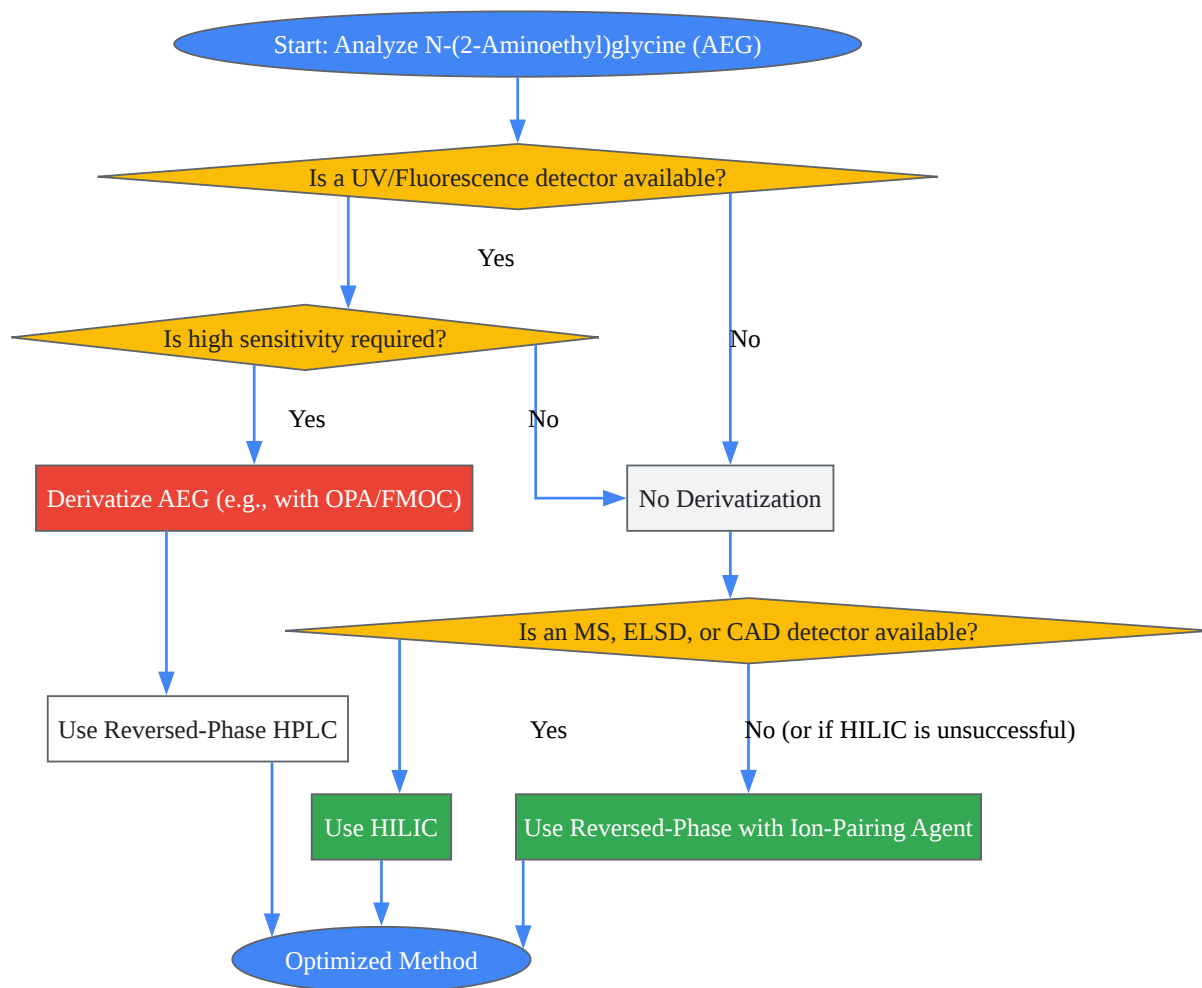 Start: Analyze N-(2-Aminoethyl)glycine (AEG)
Is a UV/Fluorescence detector available?
Yes
Is high sensitivity required?
No
Yes
No
Derivatize AEG (e.g., with OPA/FMOC)
No Derivatization
Is an MS, ELSD, or CAD detector available?
Use Reversed-Phase HPLC
Yes
No (or if HILIC is unsuccessful)
Use HILIC
Use Reversed-Phase with Ion-Pairing Agent
Optimized Method